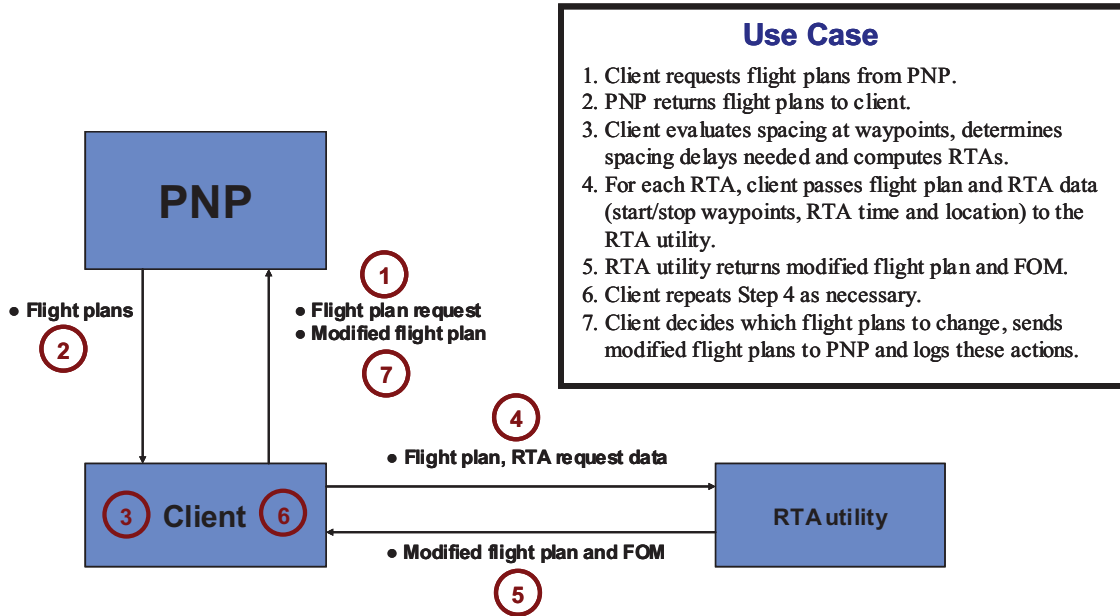 Use Case
1. Client requests flight plans from PNP.
2. PNP returns flight plans to client.
3. Client evaluates spacing at waypoints, determines
spacing delays needed and computes RTAs.
4. For each RTA, client passes flight plan and RTA data
(start/stop waypoints, RTA time and location) to the
RTA utility.
5. RTA utility returns modified flight plan and FOM.
6. Client repeats Step 4 as necessary.
7. Client decides which flight plans to change, sends
modified flight plans to PNP and logs these actions.
PNP
1
● Flight plans
● Flight plan request
● Modified flight plan
2
7
4
● Flight plan, RTA request data
3
Client
6
RTA utility
● Modified flight plan and FOM
5